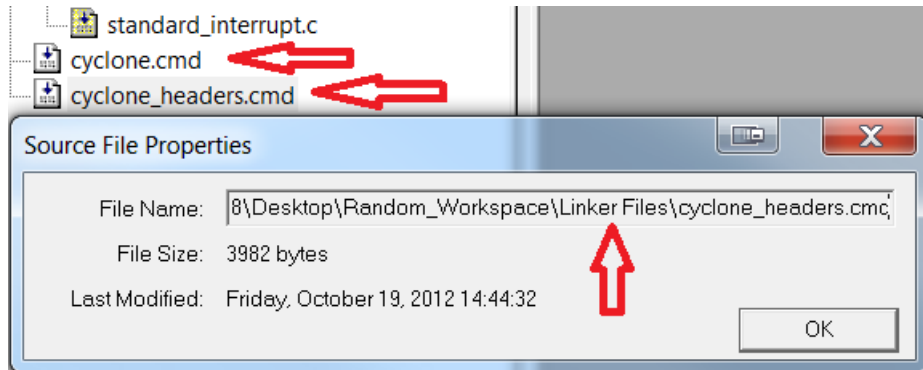 standard_interrupt.c
cyclone.cmd
cyclone_headers.cmd
Source File Properties
File Name: 8\Desktop\Random_Workspace\Linker Files\cyclone_headers.cmd
File Size: 3982 bytes
Last Modified: Friday, October 19, 2012 14:44:32
OK